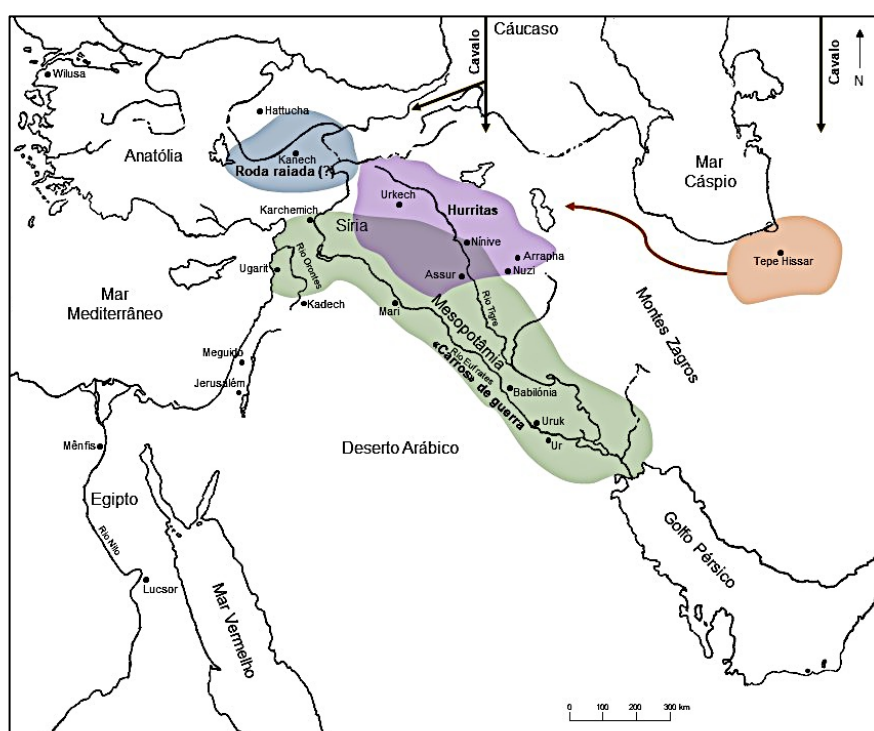 Cáucaso
Cavalo
Cavalo
N
Wilusa
Hattucha
Anatólia
Kanech
Roda raiada (?)
Mar
Cáspio
Urkech
Hurritas
Karchemich
Síria
Nínive
Arrapha
Tepe Hissar
Assur
Nuzi
Ugarit
Rio Orontes
Mar
Mediterrâneo
Kadech
Mari
Mesopotâmia
Rio Tigre
Montes Zagros
Meguido
Jerusalém
Rio Eufrates
«Carros» de guerra
Babilónia
Uruk
Ur
Deserto Arábico
Mênfis
Egipto
Rio Nilo
Lucsor
Mar Vermelho
Golfo Pérsico
0 100 200 300 km